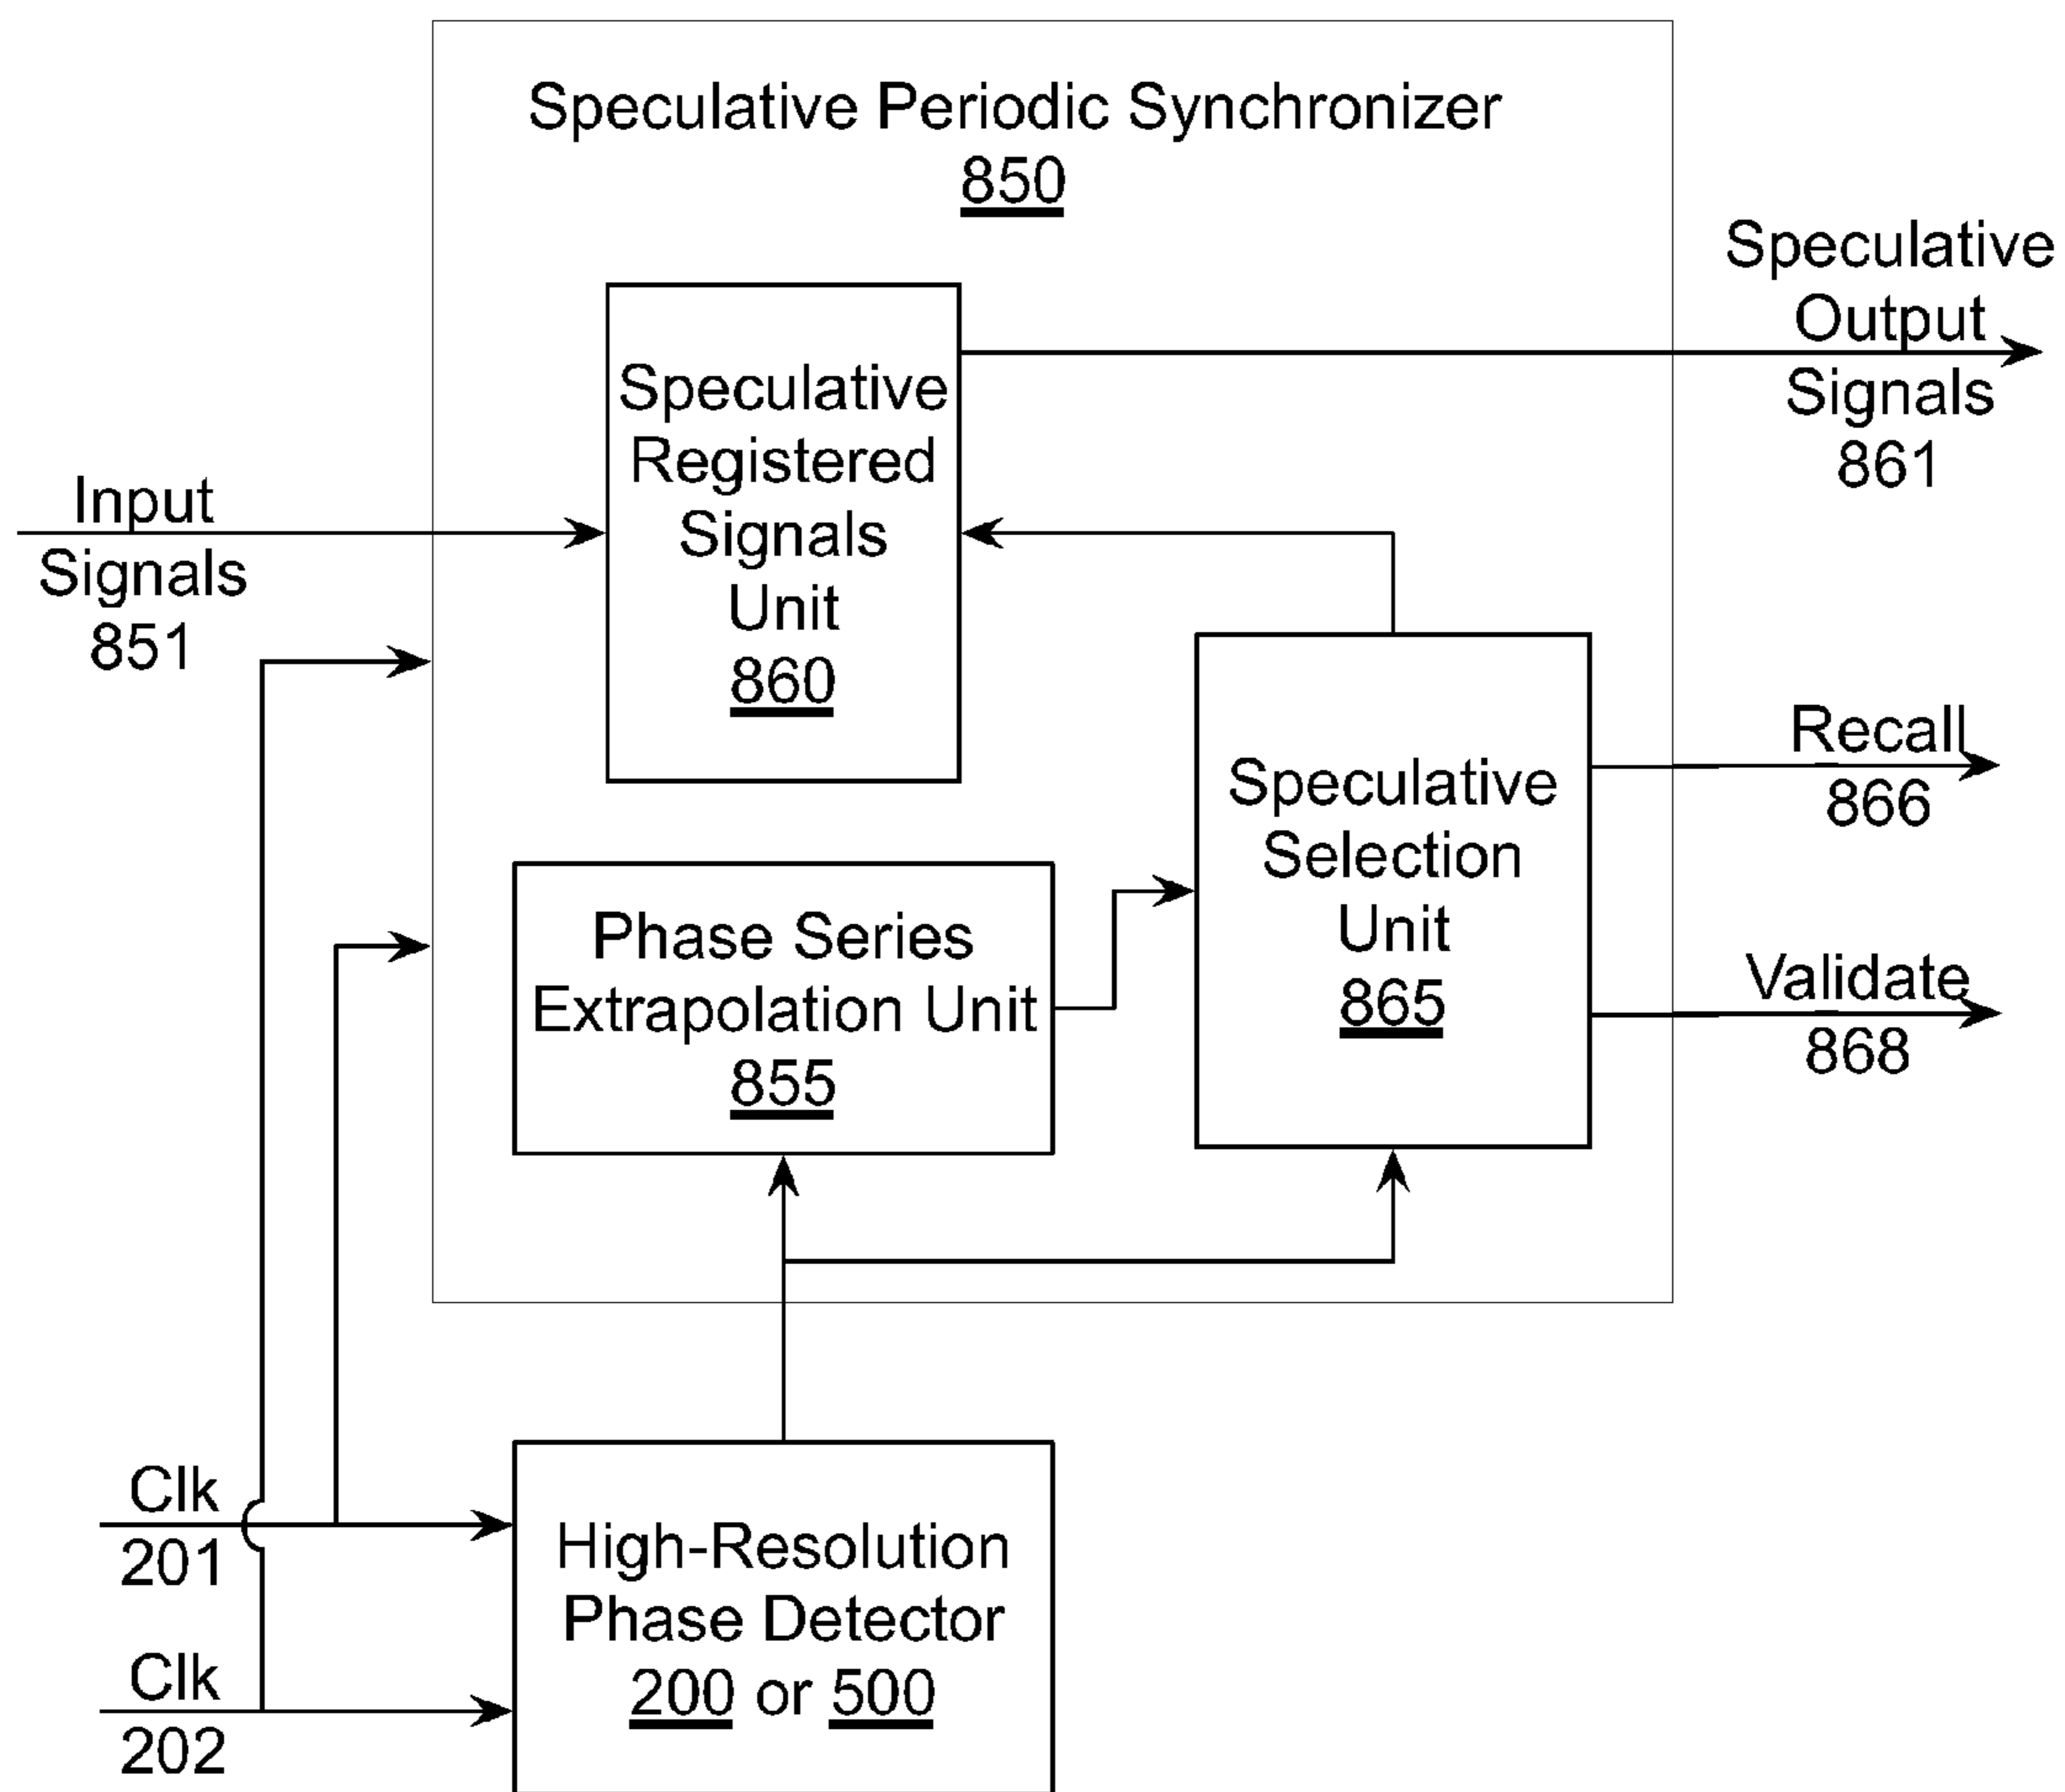 Speculative Periodic Synchronizer
850
Speculative
Output
Signals
861
Speculative
Registered
Signals
Unit
860
Input
Signals
851
Recall
866
Speculative
Selection
Unit
865
Validate
868
Phase Series
Extrapolation Unit
855
Clk
201
High-Resolution
Phase Detector
200 or 500
Clk
202